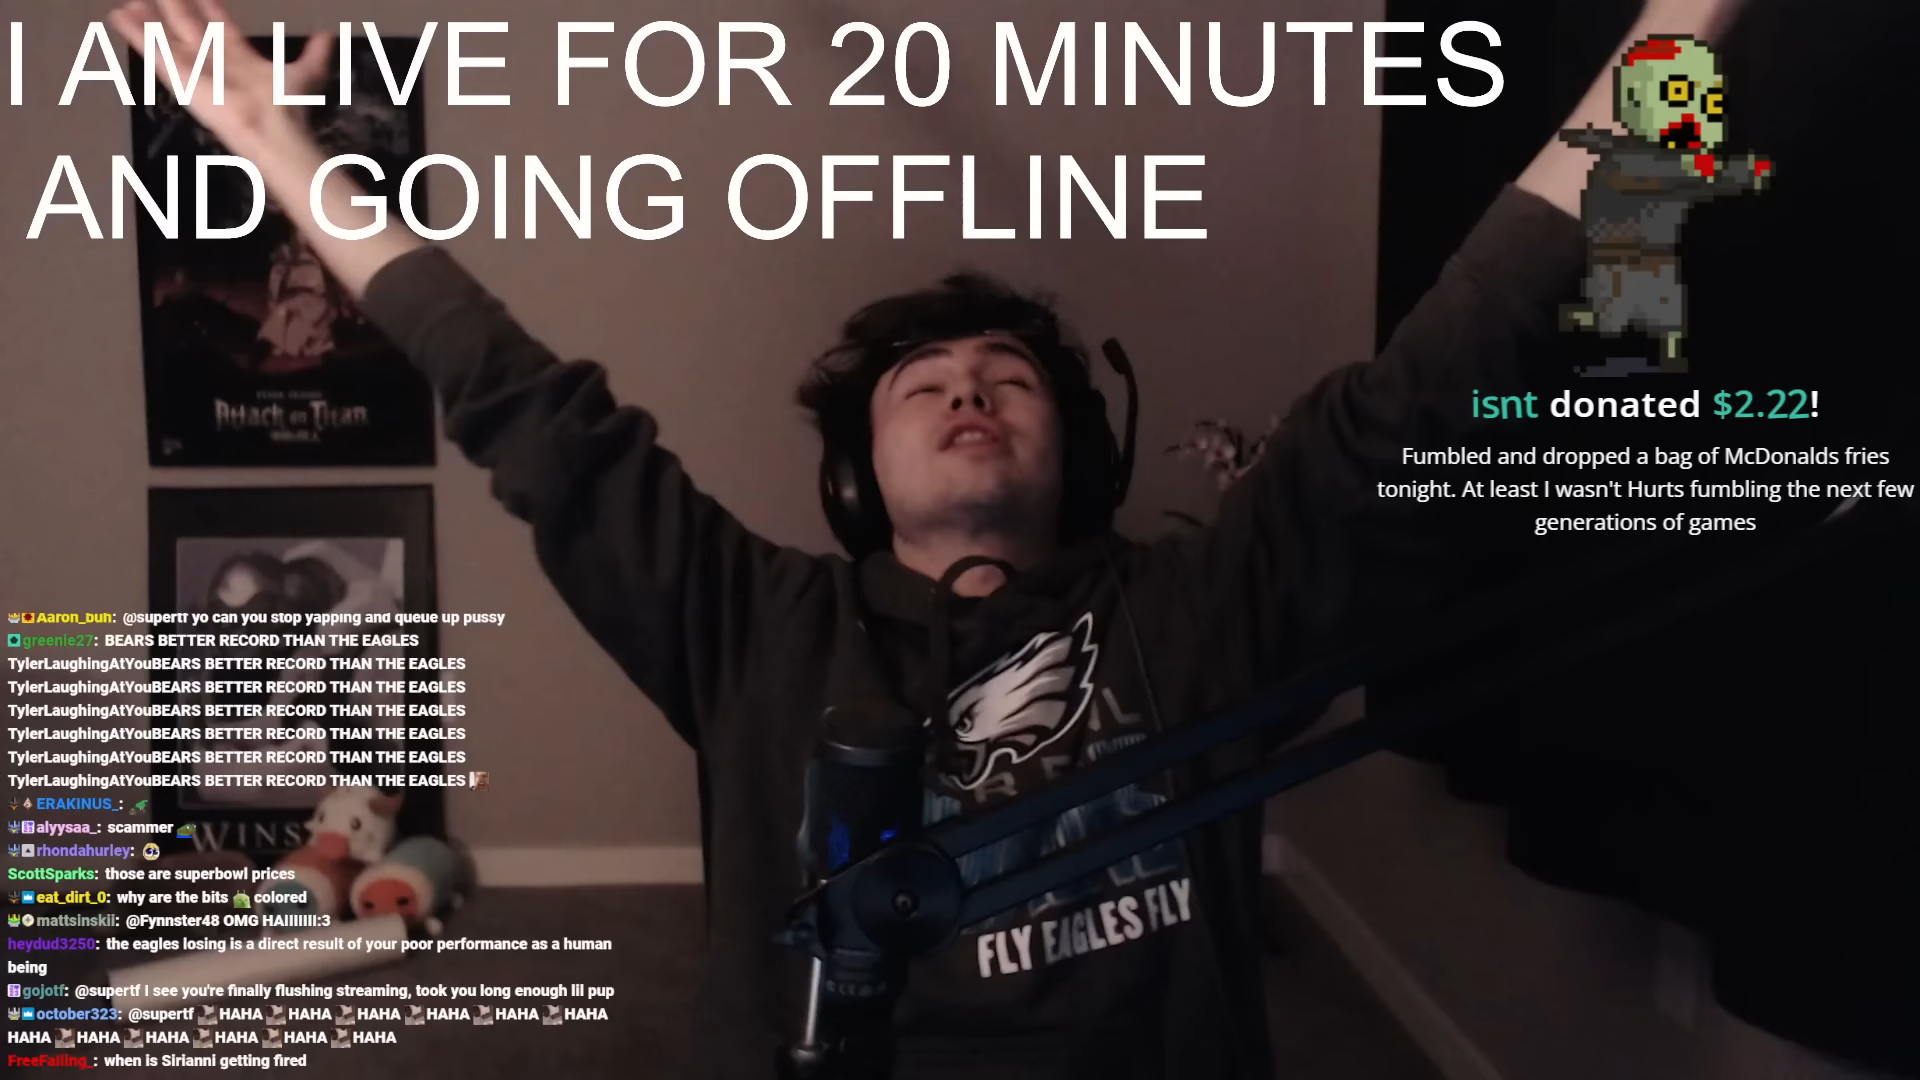 I AM LIVE FOR 20 MINUTES
AND GOING OFFLINE
Attack on Titan
isnt donated $2.22!
Fumbled and dropped a bag of McDonalds fries
tonight. At least I wasn't Hurts fumbling the next few
generations of games
Aaron_buh: @supertf yo can you stop yapping and queue up pussy
greenie27: BEARS BETTER RECORD THAN THE EAGLES
TylerLaughingAtYouBEARS BETTER RECORD THAN THE EAGLES
TylerLaughingAtYouBEARS BETTER RECORD THAN THE EAGLES
TylerLaughingAtYouBEARS BETTER RECORD THAN THE EAGLES
TylerLaughingAtYouBEARS BETTER RECORD THAN THE EAGLES
TylerLaughingAtYouBEARS BETTER RECORD THAN THE EAGLES
TylerLaughingAtYouBEARS BETTER RECORD THAN THE EAGLES
ERAKINUS_:
alyysaa_: scammer
rhondahurley:
ScottSparks: those are superbowl prices
eat_dirt_0: why are the bits colored
mattsinskii: @Fynnster48 OMG HAIIIIIII:3
heydud3250: the eagles losing is a direct result of your poor performance as a human
being
gojotf: @supertf I see you're finally flushing streaming, took you long enough lil pup
october323: @supertf HAHA HAHA HAHA HAHA HAHA HAHA
HAHA HAHA HAHA HAHA HAHA HAHA
FreeFalling_: when is Sirianni getting fired
WINS
FLY EAGLES FLY